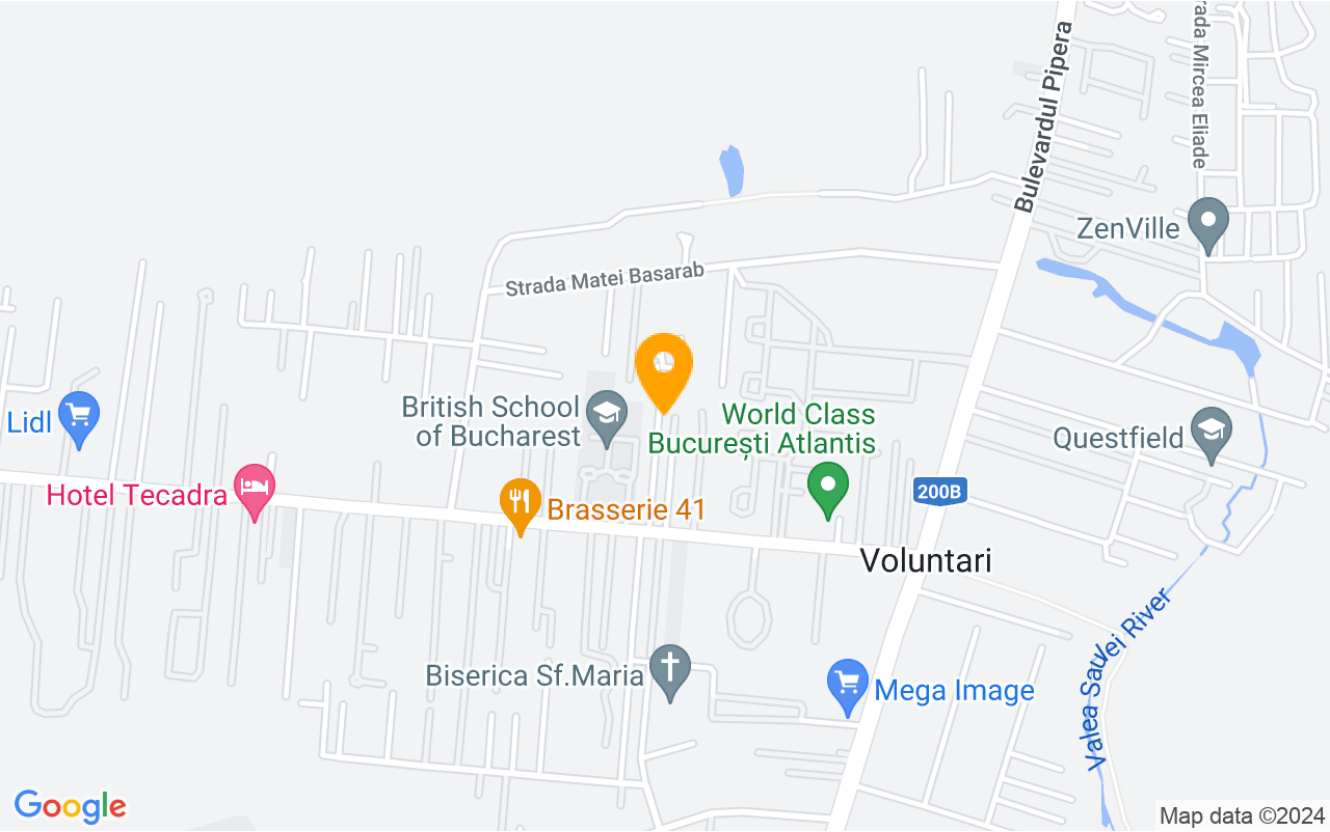 Bulevardul Pipera
rada Mircea Eliade
ZenVille
Strada Matei Basarab
Lidl
British School
of Bucharest
World Class
București Atlantis
Questfield
Hotel Tecadra
Brasserie 41
200B
Voluntari
Valea Saulei River
Biserica Sf.Maria
Mega Image
Google
Map data ©2024